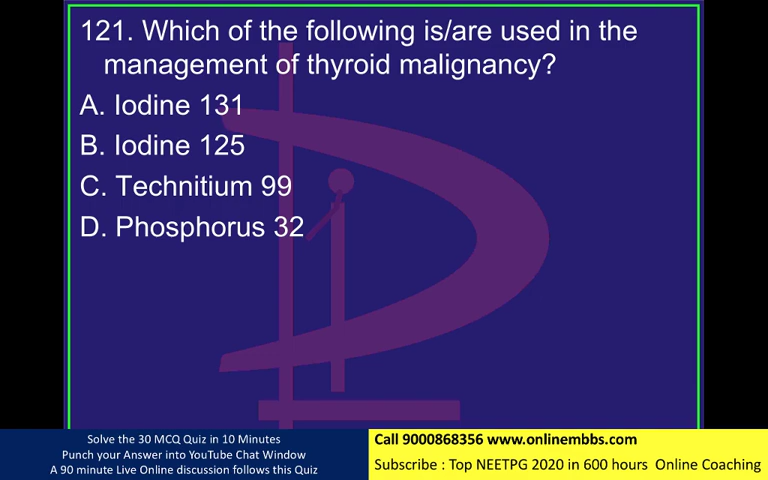 121. Which of the following is/are used in the
management of thyroid malignancy?
A. Iodine 131
B. Iodine 125
C. Technitium 99
D. Phosphorus 32
Solve the 30 MCQ Quiz in 10 Minutes
Punch your Answer into YouTube Chat Window
A 90 minute Live Online discussion follows this Quiz
Call 9000868356 www.onlinembbs.com
Subscribe : Top NEETPG 2020 in 600 hours Online Coaching